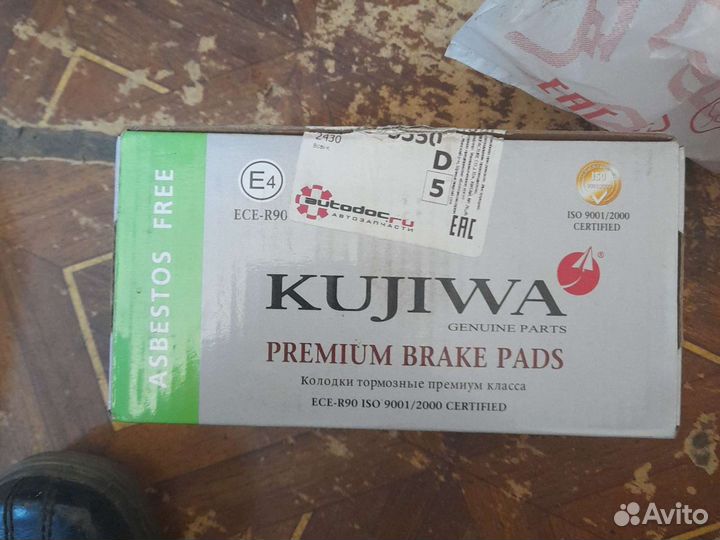 ASBESTOS FREE
2430
D
5
E4
ECE-R90
autodoc.ru
АВТОЗАПЧАСТИ
EAC
ISO
ISO 9001/2000
CERTIFIED
KUJIWA
®
GENUINE PARTS
PREMIUM BRAKE PADS
Колодки тормозные премиум класса
ECE-R90 ISO 9001/2000 CERTIFIED
EAC
Avito